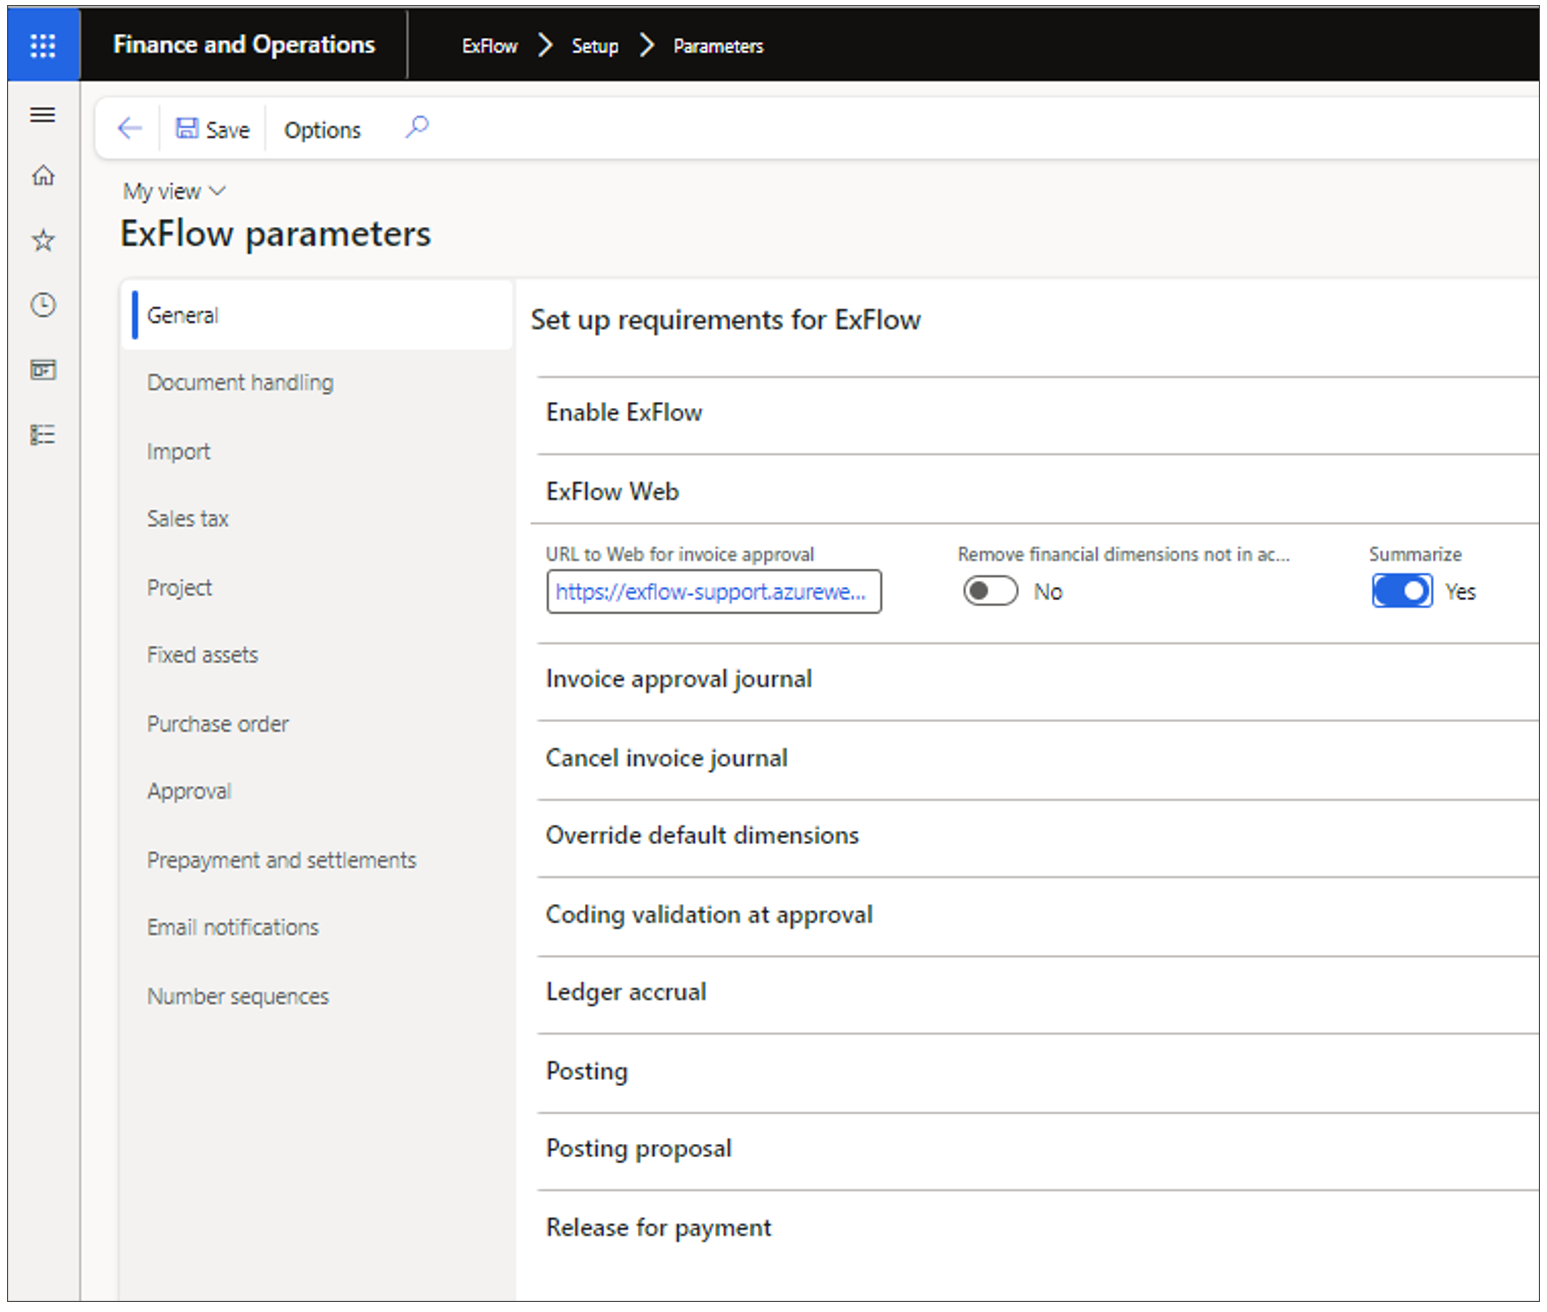 Finance and Operations
ExFlow Setup Parameters
Save Options
My view
ExFlow parameters
General
Document handling
Import
Sales tax
Project
Fixed assets
Purchase order
Approval
Prepayment and settlements
Email notifications
Number sequences
Set up requirements for ExFlow
Enable ExFlow
ExFlow Web
URL to Web for invoice approval
https://exflow-support.azurewe...
Remove financial dimensions not in ac...
No
Summarize
Yes
Invoice approval journal
Cancel invoice journal
Override default dimensions
Coding validation at approval
Ledger accrual
Posting
Posting proposal
Release for payment